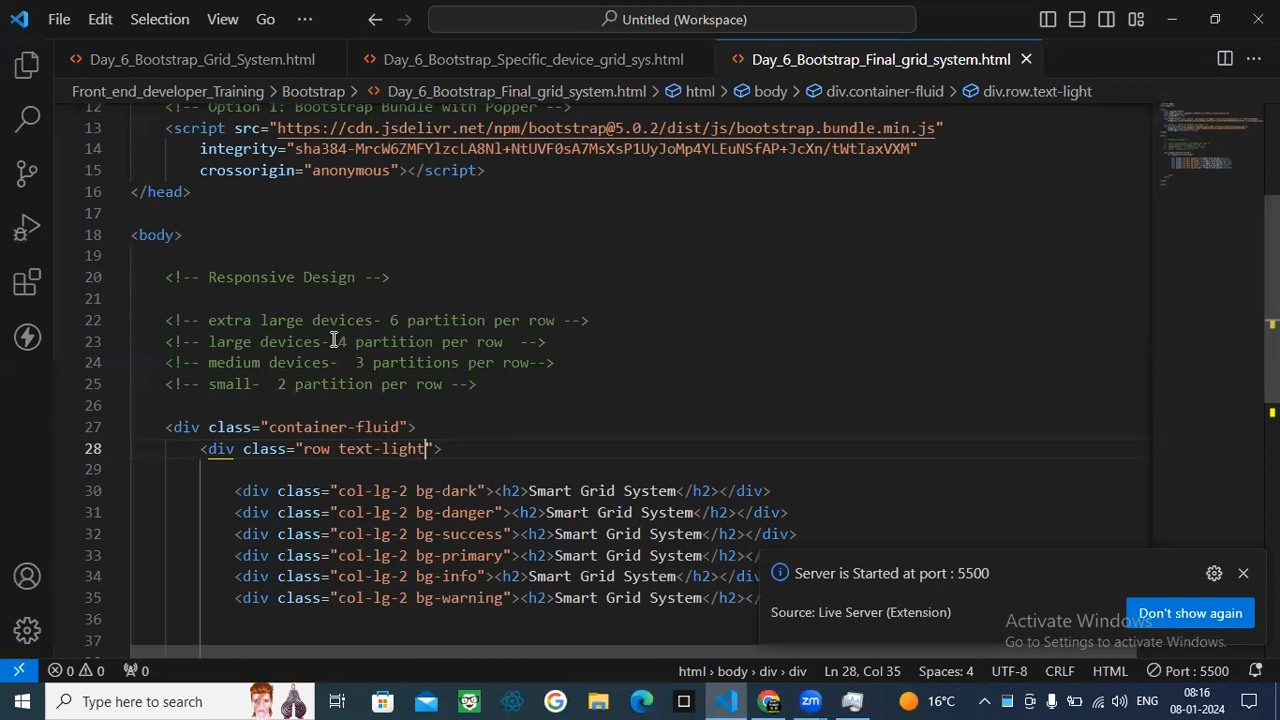 File Edit Selection View Go ··· Untitled (Workspace)
Day_6_Bootstrap_Grid_System.html Day_6_Bootstrap_Specific_device_grid_sys.html Day_6_Bootstrap_Final_grid_system.html
Front_end_developer_Training > Bootstrap > Day_6_Bootstrap_Final_grid_system.html > html > body > div.container-fluid > div.row.text-light
12 <!-- Option 1: Bootstrap Bundle with Popper -->
13 <script src="https://cdn.jsdelivr.net/npm/bootstrap@5.0.2/dist/js/bootstrap.bundle.min.js"
14 integrity="sha384-MrcW6ZMFYlzcLA8Nl+NtUVF0sA7MsXsP1UyJoMp4YLEuNSfAP+JcXn/tWtIaxVXM"
15 crossorigin="anonymous"></script>
16 </head>
17
18 <body>
19
20 <!-- Responsive Design -->
21
22 <!-- extra large devices- 6 partition per row -->
23 <!-- large devices- 4 partition per row -->
24 <!-- medium devices- 3 partitions per row-->
25 <!-- small- 2 partition per row -->
26
27 <div class="container-fluid">
28 <div class="row text-light">
29
30 <div class="col-lg-2 bg-dark"><h2>Smart Grid System</h2></div>
31 <div class="col-lg-2 bg-danger"><h2>Smart Grid System</h2></div>
32 <div class="col-lg-2 bg-success"><h2>Smart Grid System</h2></div>
33 <div class="col-lg-2 bg-primary"><h2>Smart Grid System</h2></
34 <div class="col-lg-2 bg-info"><h2>Smart Grid System</h2></div
35 <div class="col-lg-2 bg-warning"><h2>Smart Grid System</h2></
36
37
Server is Started at port : 5500
Source: Live Server (Extension) Don't show again
Activate Windows
Go to Settings to activate Windows.
0 0 0 html > body > div > div Ln 28, Col 35 Spaces: 4 UTF-8 CRLF HTML Port : 5500
Type here to search 16°C ENG 08:16
08-01-2024